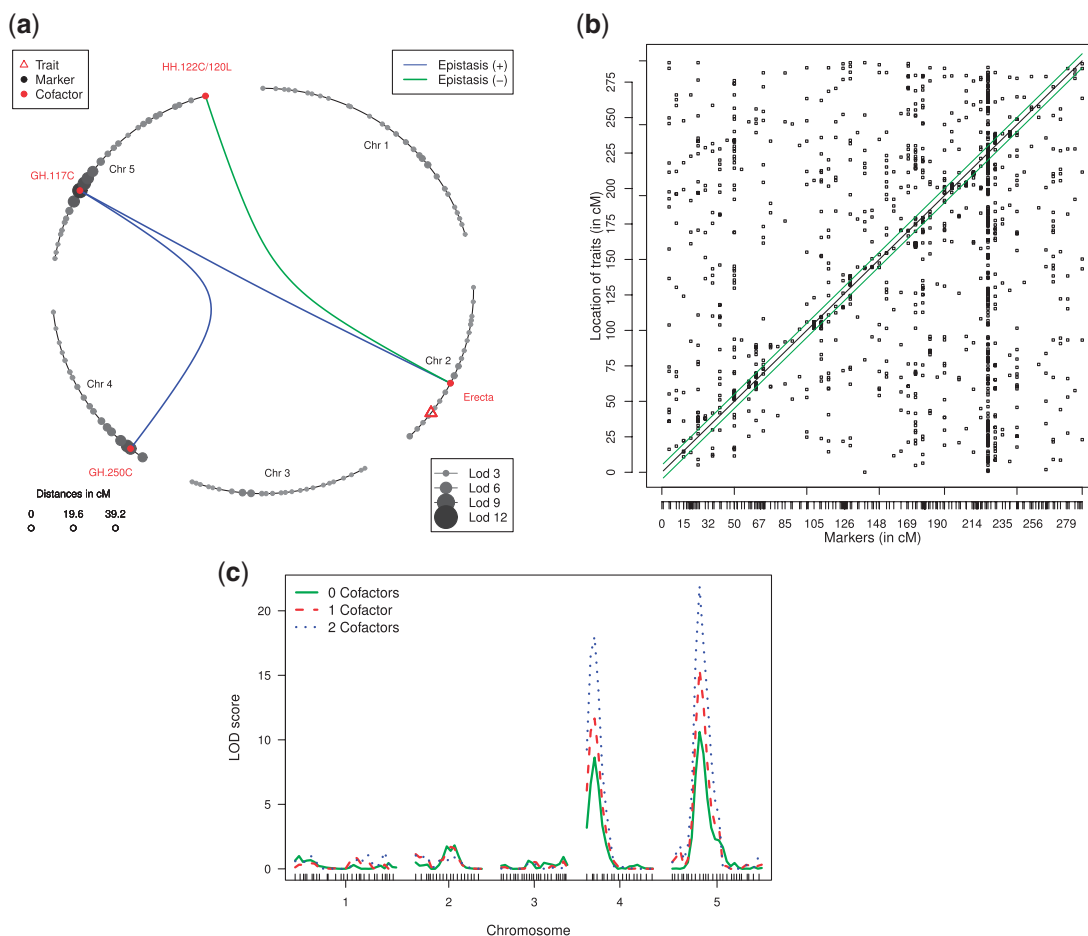 (a)
Trait
Marker
Cofactor
HH.122C/120L
Epistasis (+)
Epistasis (−)
Chr 1
Chr 5
GH.117C
Chr 2
Erecta
Chr 4
GH.250C
Chr 3
Distances in cM
0 19.6 39.2
Lod 3
Lod 6
Lod 9
Lod 12
(b)
Location of traits (in cM)
275
250
225
200
175
150
125
100
75
50
25
0
0 15 32 50 67 85 105 126 148 169 190 214 235 256 279
Markers (in cM)
(c)
0 Cofactors
1 Cofactor
2 Cofactors
LOD score
20
15
10
5
0
1 2 3 4 5
Chromosome